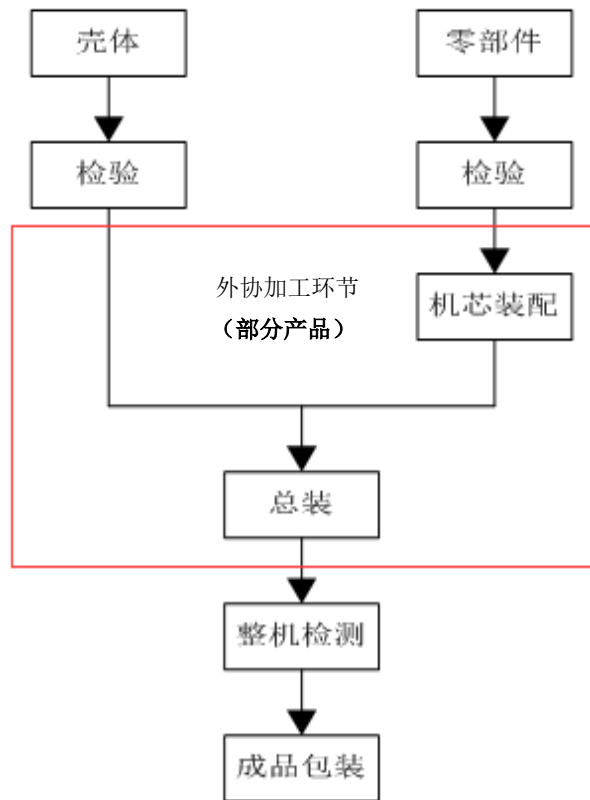 壳体
零部件
检验
检验
外协加工环节
（部分产品）
机芯装配
总装
整机检测
成品包装